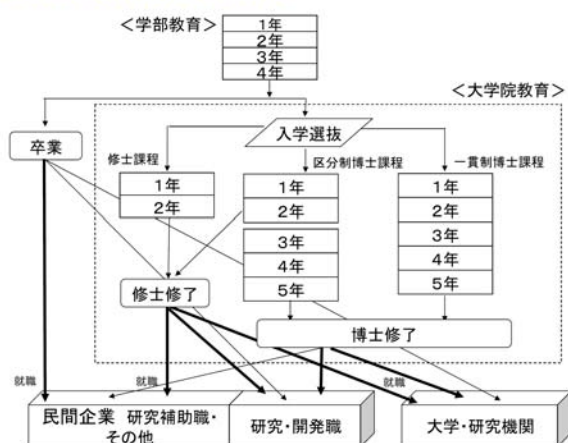 <学部教育>
1年
2年
3年
4年
<大学院教育>
卒業
入学選抜
修士課程
区分制博士課程
一貫制博士課程
1年
2年
1年
2年
3年
4年
5年
1年
2年
3年
4年
5年
修士修了
博士修了
就職
就職
就職
民間企業 研究補助職・
その他
研究・開発職
大学・研究機関